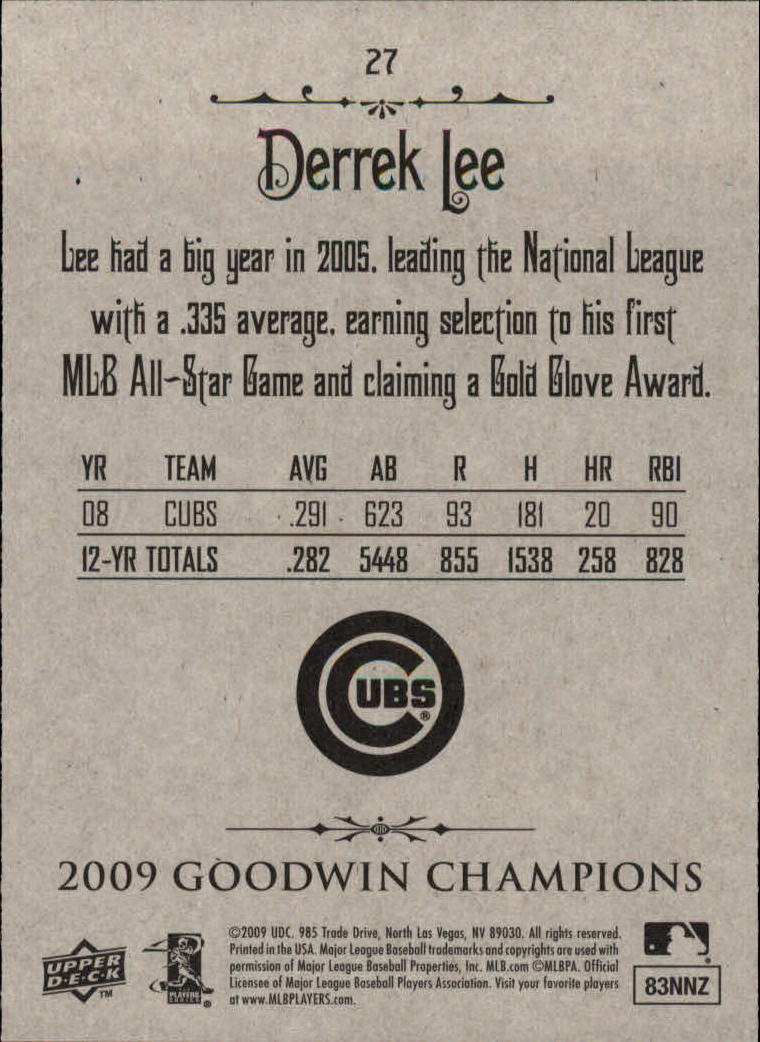 27
Derrek Lee
Lee had a big year in 2005, leading the National League
with a .335 average, earning selection to his first
MLB All-Star Game and claiming a Gold Glove Award.
YR TEAM AVG AB R H HR RBI
08 CUBS .291 623 93 181 20 90
12-YR TOTALS .282 5448 855 1538 258 828
CUBS®
2009 GOODWIN CHAMPIONS
©2009 UDC. 985 Trade Drive, North Las Vegas, NV 89030. All rights reserved.
Printed in the USA. Major League Baseball trademarks and copyrights are used with
permission of Major League Baseball Properties, Inc. MLB.com ©MLBPA. Official
Licensee of Major League Baseball Players Association. Visit your favorite players
at www.MLBPLAYERS.com.
UPPER
D·E·C·K
TM
PLAYERS
®
83NNZ